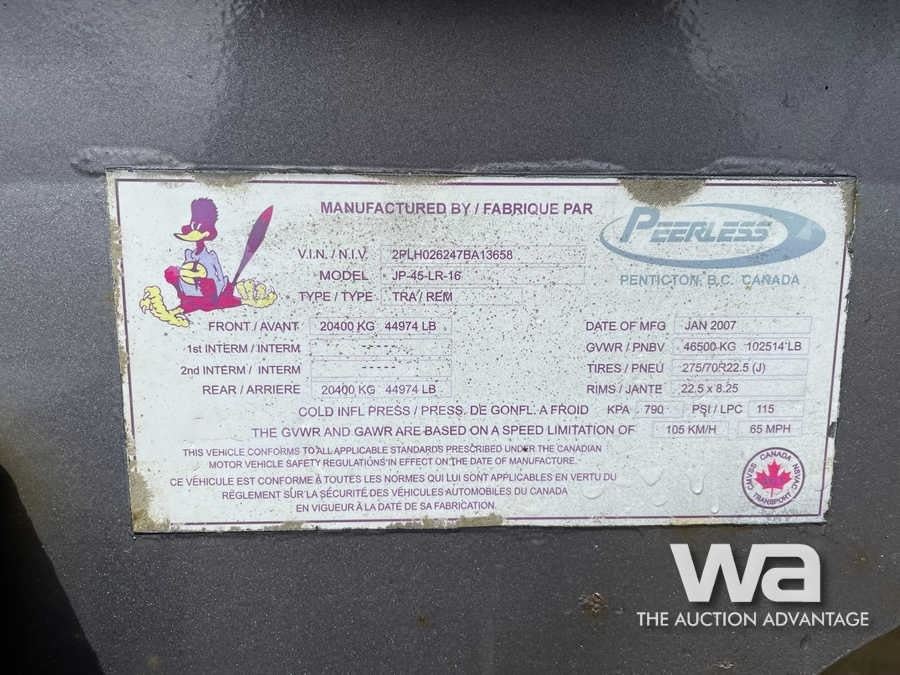 MANUFACTURED BY / FABRIQUE PAR
PEERLESS
PENTICTON, B.C. CANADA
V.I.N. / N.I.V. 2PLH026247BA13658
MODEL JP-45-LR-16
TYPE / TYPE TRA / REM
FRONT / AVANT 20400 KG 44974 LB
1st INTERM / INTERM -----
2nd INTERM / INTERM -----
REAR / ARRIERE 20400 KG 44974 LB
DATE OF MFG JAN 2007
GVWR / PNBV 46500 KG 102514 LB
TIRES / PNEU 275/70R22.5 (J)
RIMS / JANTE 22.5 x 8.25
COLD INFL PRESS / PRESS. DE GONFL. A FROID KPA 790 PSI / LPC 115
THE GVWR AND GAWR ARE BASED ON A SPEED LIMITATION OF 105 KM/H 65 MPH
THIS VEHICLE CONFORMS TO ALL APPLICABLE STANDARDS PRESCRIBED UNDER THE CANADIAN
MOTOR VEHICLE SAFETY REGULATIONS IN EFFECT ON THE DATE OF MANUFACTURE.
CE VÉHICULE EST CONFORME À TOUTES LES NORMES QUI LUI SONT APPLICABLES EN VERTU DU
RÉGLEMENT SUR LA SÉCURITÉ DES VÉHICULES AUTOMOBILES DU CANADA
EN VIGUEUR À LA DATE DE SA FABRICATION.
CMVSS CANADA NSVAC
TRANSPORT
wa
THE AUCTION ADVANTAGE